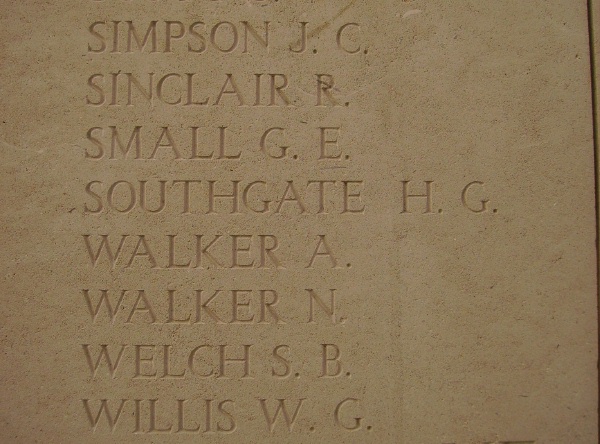 SIMPSON J. C.
SINCLAIR R.
SMALL G. E.
SOUTHGATE H. G.
WALKER A.
WALKER N.
WELCH S. B.
WILLIS W. G.